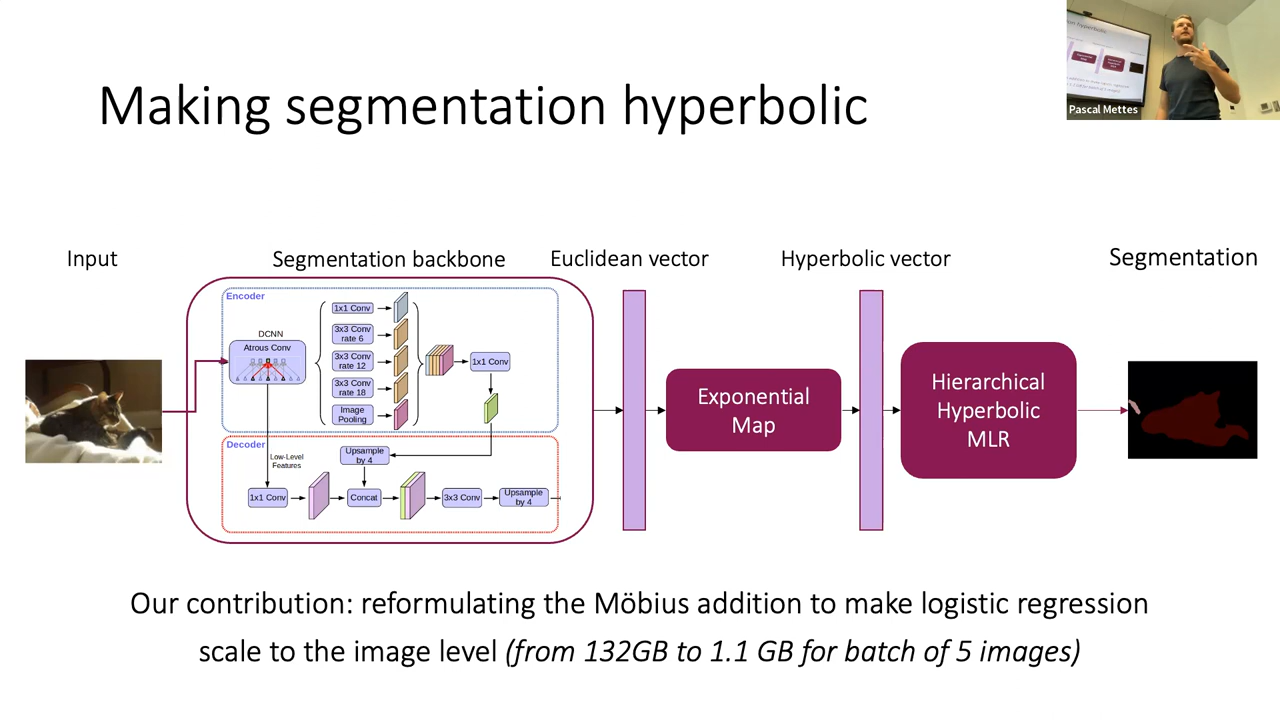 Making segmentation hyperbolic
Pascal Mettes
Input
Segmentation backbone
Euclidean vector
Hyperbolic vector
Segmentation
Encoder
DCNN
Atrous Conv
1x1 Conv
3x3 Conv
rate 6
3x3 Conv
rate 12
3x3 Conv
rate 18
Image
Pooling
1x1 Conv
Decoder
Low-Level
Features
Upsample
by 4
1x1 Conv
Concat
3x3 Conv
Upsample
by 4
Exponential
Map
Hierarchical
Hyperbolic
MLR
Our contribution: reformulating the Möbius addition to make logistic regression
scale to the image level (from 132GB to 1.1 GB for batch of 5 images)